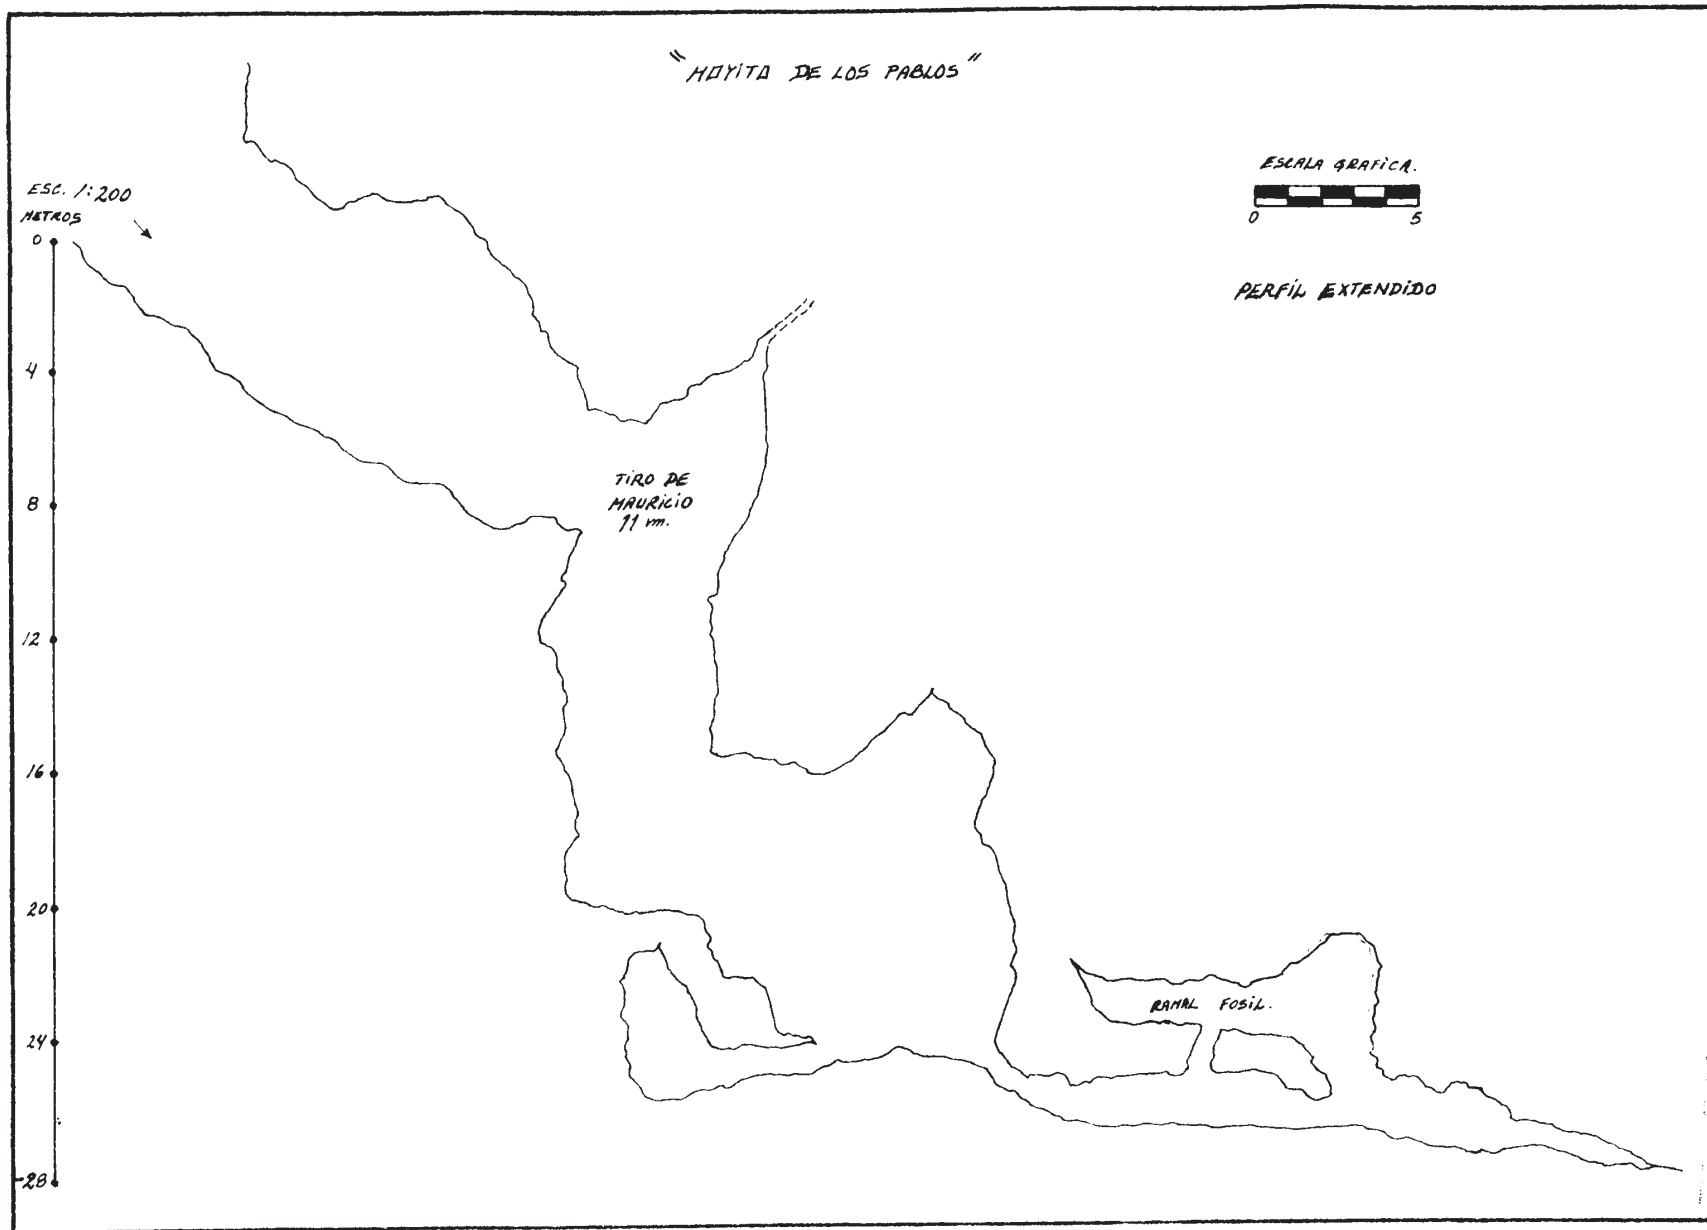 "HOYITO DE LOS PABLOS"
ESCALA GRAFICA.
0 5
PERFIL EXTENDIDO
ESC. 1:200
METROS
0
4
8
12
16
20
24
-28
TIRO DE
MAURICIO
11 m.
RAMAL FOSIL.